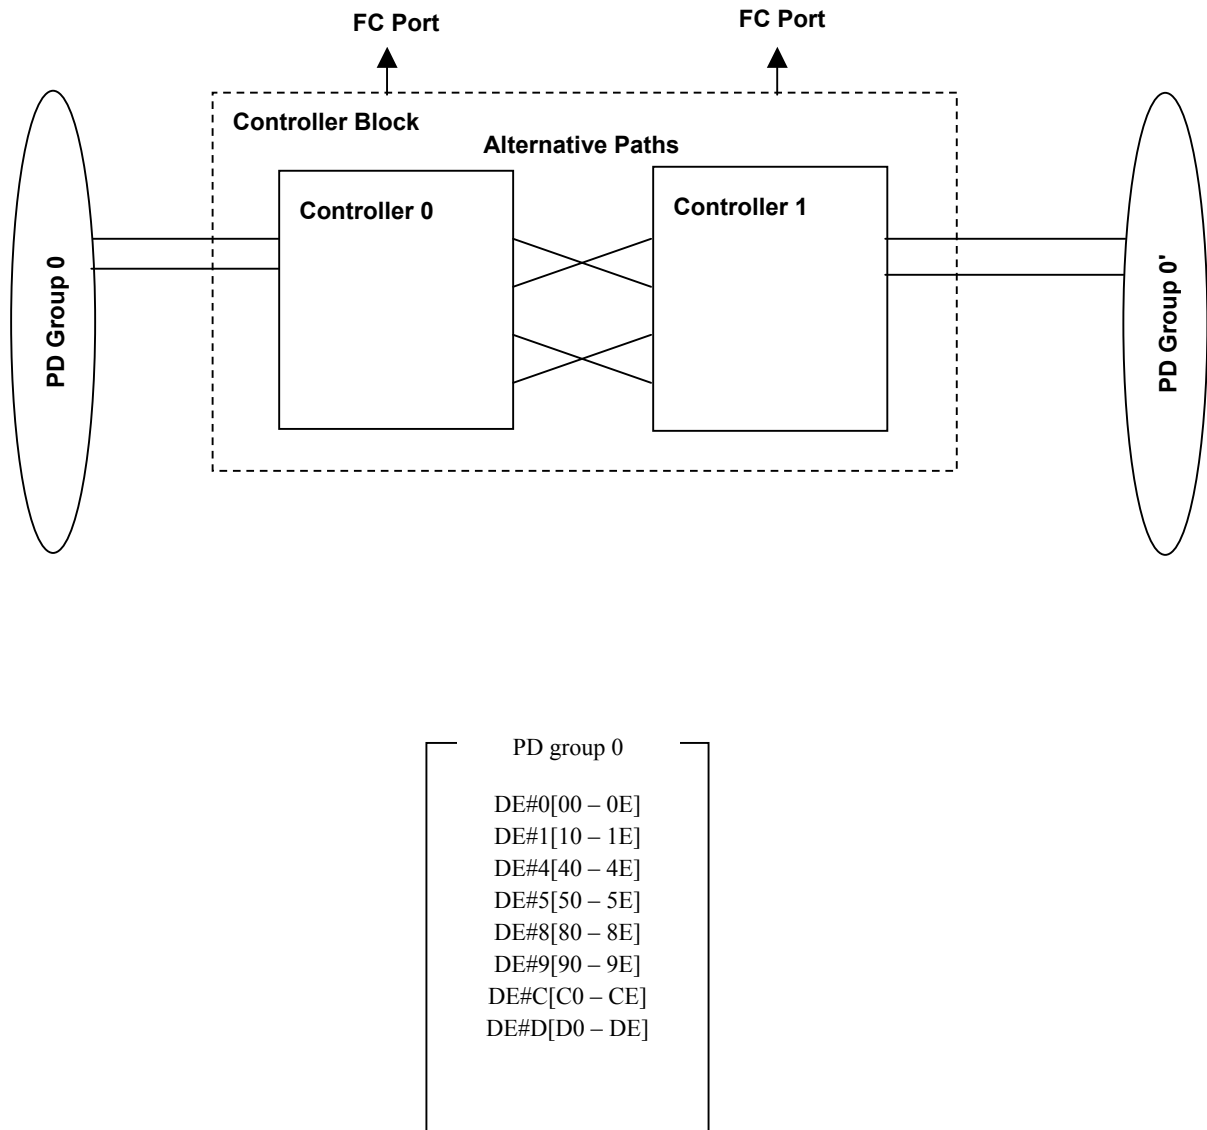 FC Port
FC Port
Controller Block
Alternative Paths
Controller 0
Controller 1
PD Group 0
PD Group 0'
PD group 0
DE#0[00 – 0E]
DE#1[10 – 1E]
DE#4[40 – 4E]
DE#5[50 – 5E]
DE#8[80 – 8E]
DE#9[90 – 9E]
DE#C[C0 – CE]
DE#D[D0 – DE]